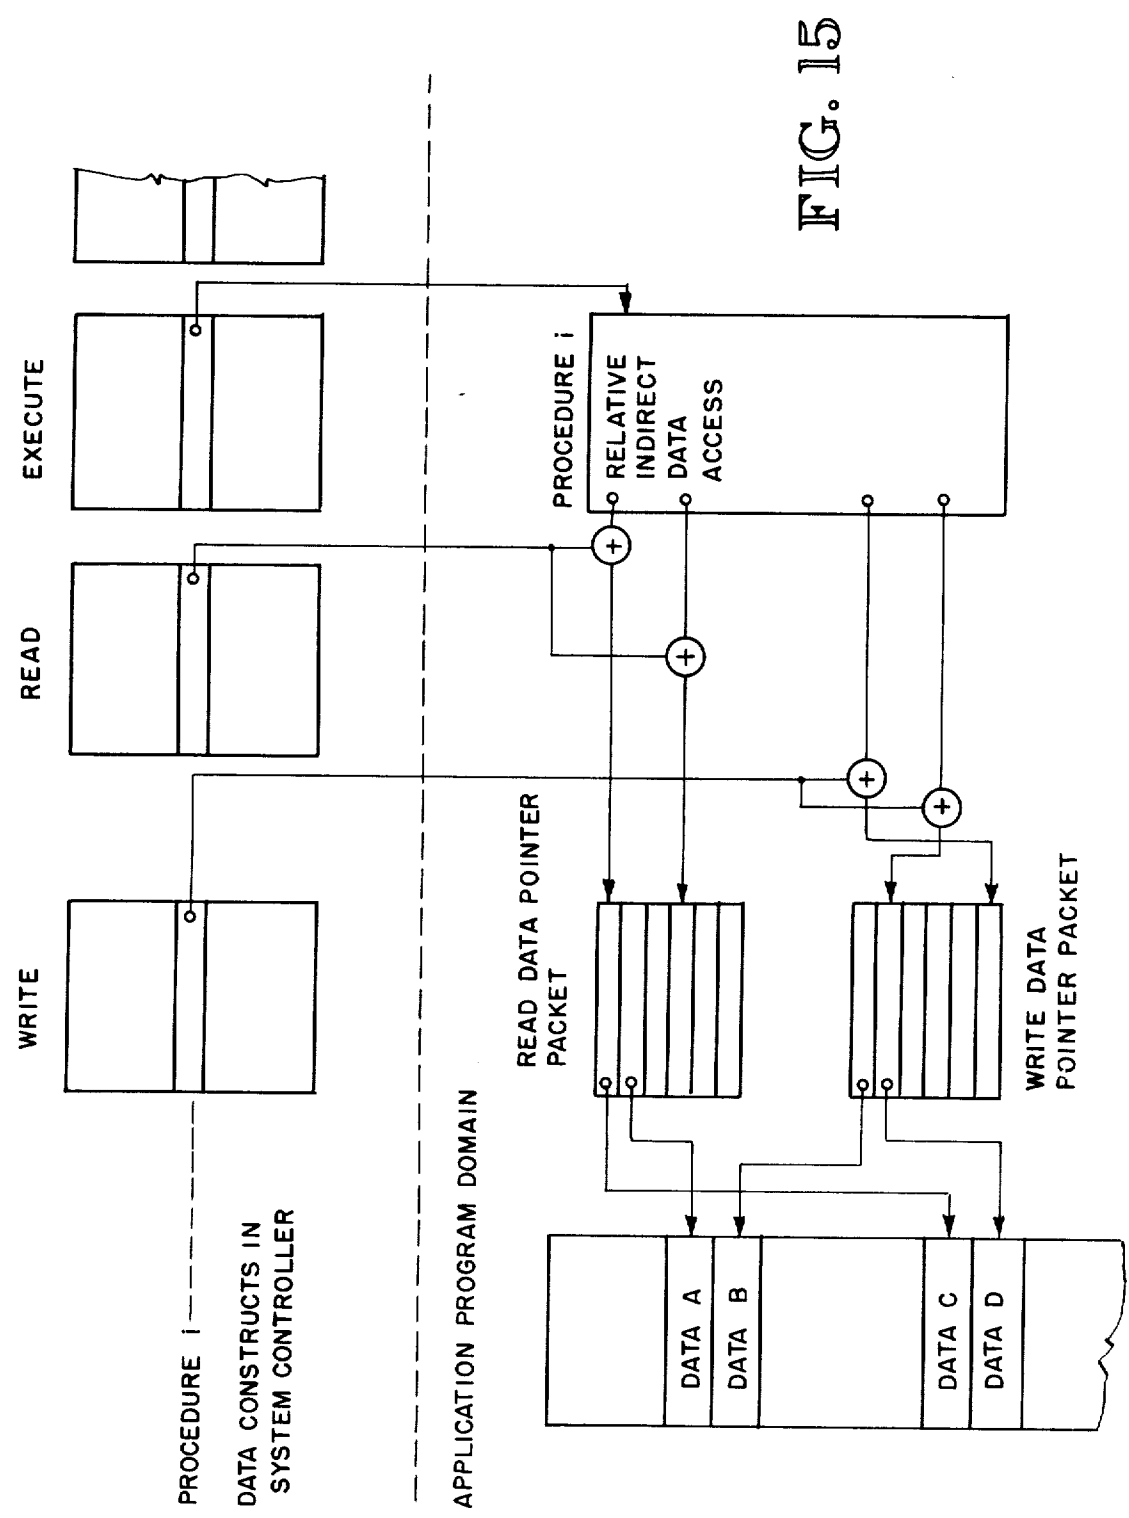 WRITE
READ
EXECUTE
PROCEDURE i
DATA CONSTRUCTS IN
SYSTEM CONTROLLER
APPLICATION PROGRAM DOMAIN
READ DATA POINTER
PACKET
PROCEDURE i
RELATIVE
INDIRECT
DATA
ACCESS
+
+
+
+
DATA A
DATA B
DATA C
DATA D
WRITE DATA
POINTER PACKET
FIG. 15